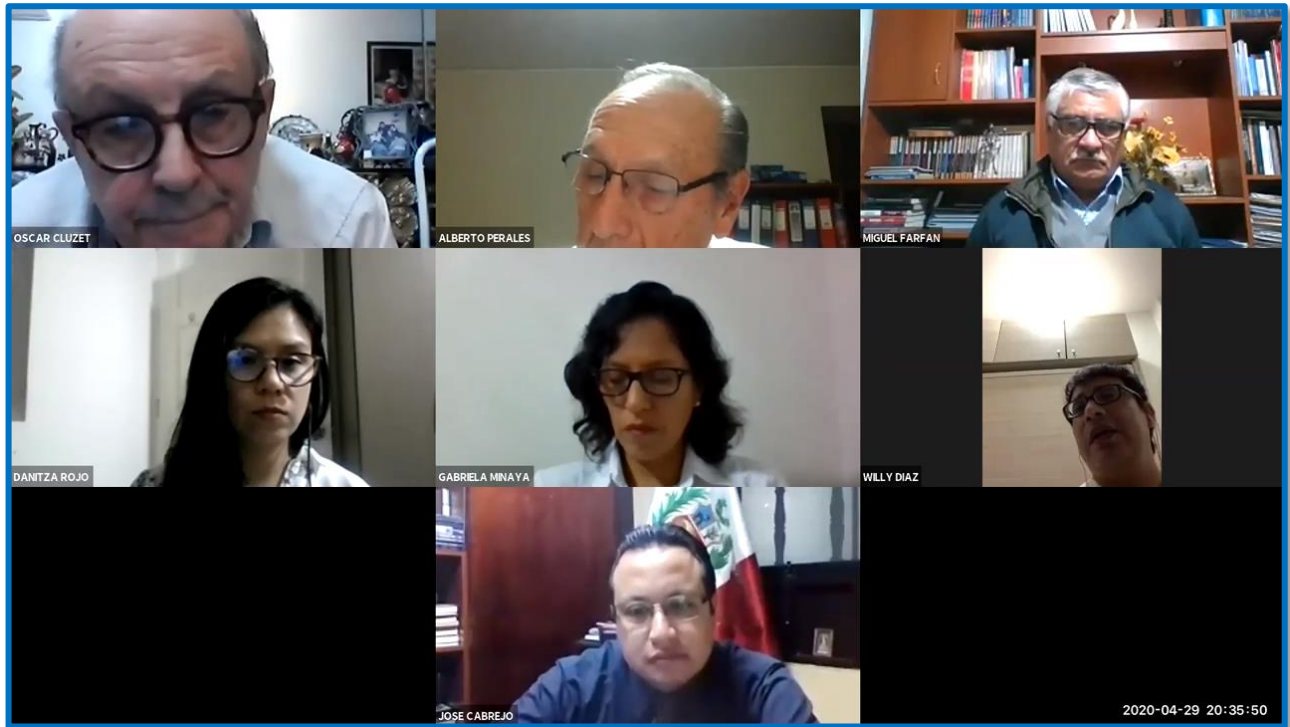 OSCAR CLUZET
ALBERTO PERALES
MIGUEL FARFAN
DANITZA ROJO
GABRIELA MINAYA
WILLY DIAZ
JOSE CABREJO
2020-04-29 20:35:50